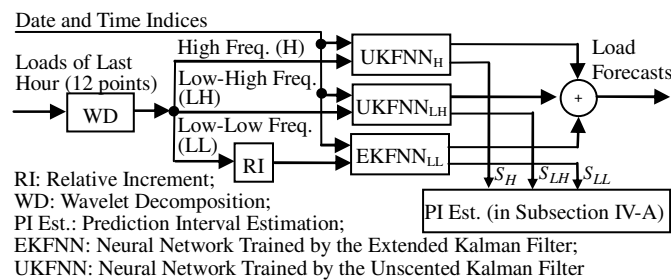 Date and Time Indices
High Freq. (H)
Loads of Last
Hour (12 points)
Low-High Freq.
(LH)
Low-Low Freq.
(LL)
WD
RI
UKFNN_H
UKFNN_LH
EKFNN_LL
Load
Forecasts
+
S_H
S_LH
S_LL
PI Est. (in Subsection IV-A)
RI: Relative Increment;
WD: Wavelet Decomposition;
PI Est.: Prediction Interval Estimation;
EKFNN: Neural Network Trained by the Extended Kalman Filter;
UKFNN: Neural Network Trained by the Unscented Kalman Filter